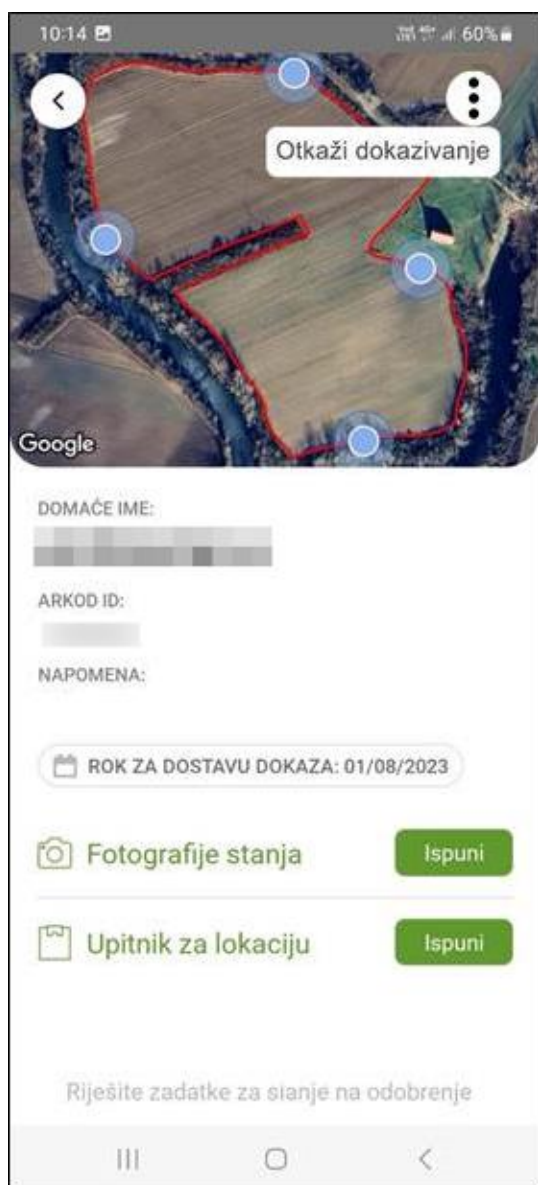 10:14
60%
Otkaži dokazivanje
Google
DOMAĆE IME:
ARKOD ID:
NAPOMENA:
ROK ZA DOSTAVU DOKAZA: 01/08/2023
Fotografije stanja
Ispuni
Upitnik za lokaciju
Ispuni
Riješite zadatke za slanje na odobrenje